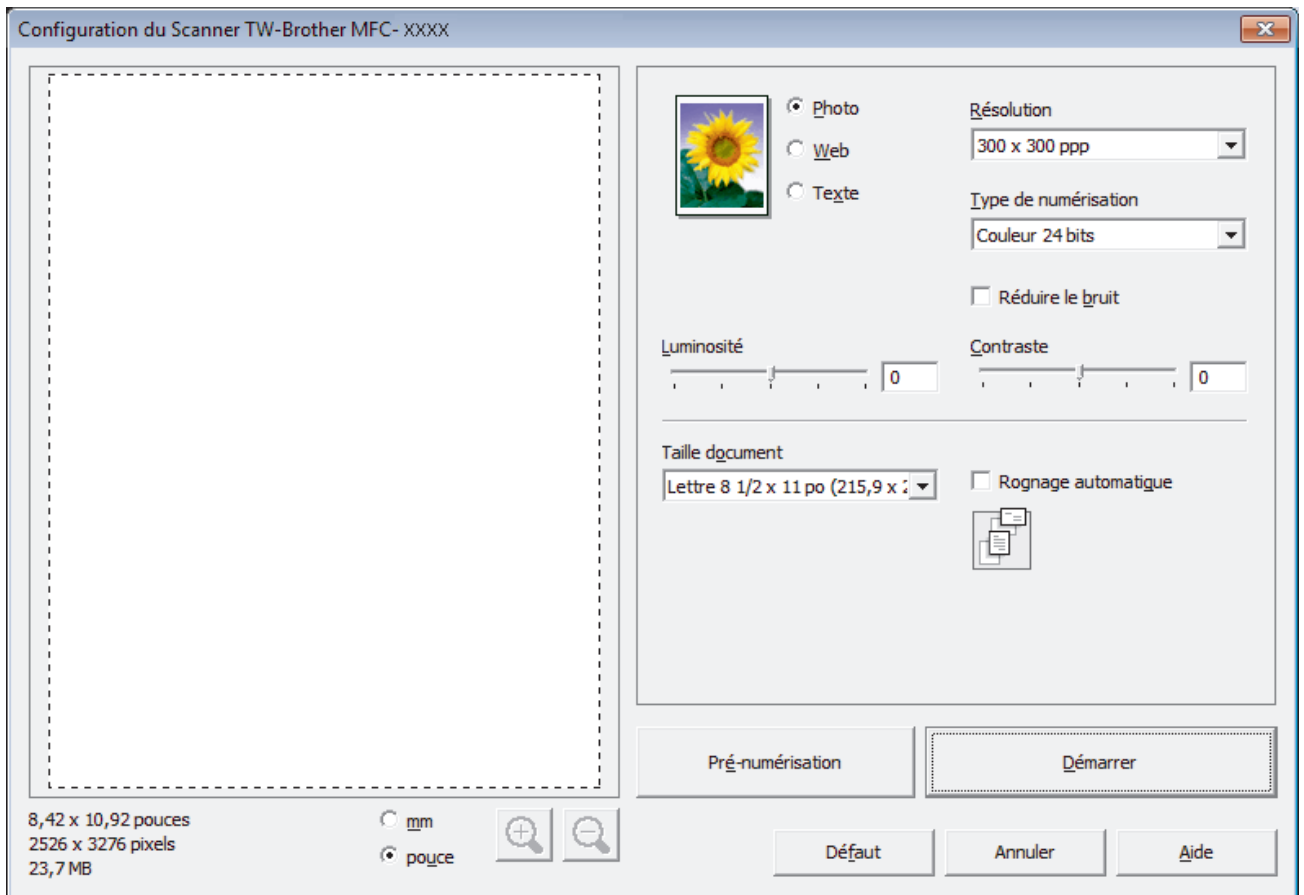 Configuration du Scanner TW-Brother MFC- XXXX
Photo
Web
Texte
Résolution
300 x 300 ppp
Type de numérisation
Couleur 24 bits
Réduire le bruit
Luminosité
0
Contraste
0
Taille document
Lettre 8 1/2 x 11 po (215,9 x 2
Rognage automatique
Pré-numérisation
Démarrer
8,42 x 10,92 pouces
2526 x 3276 pixels
23,7 MB
mm
pouce
Défaut
Annuler
Aide